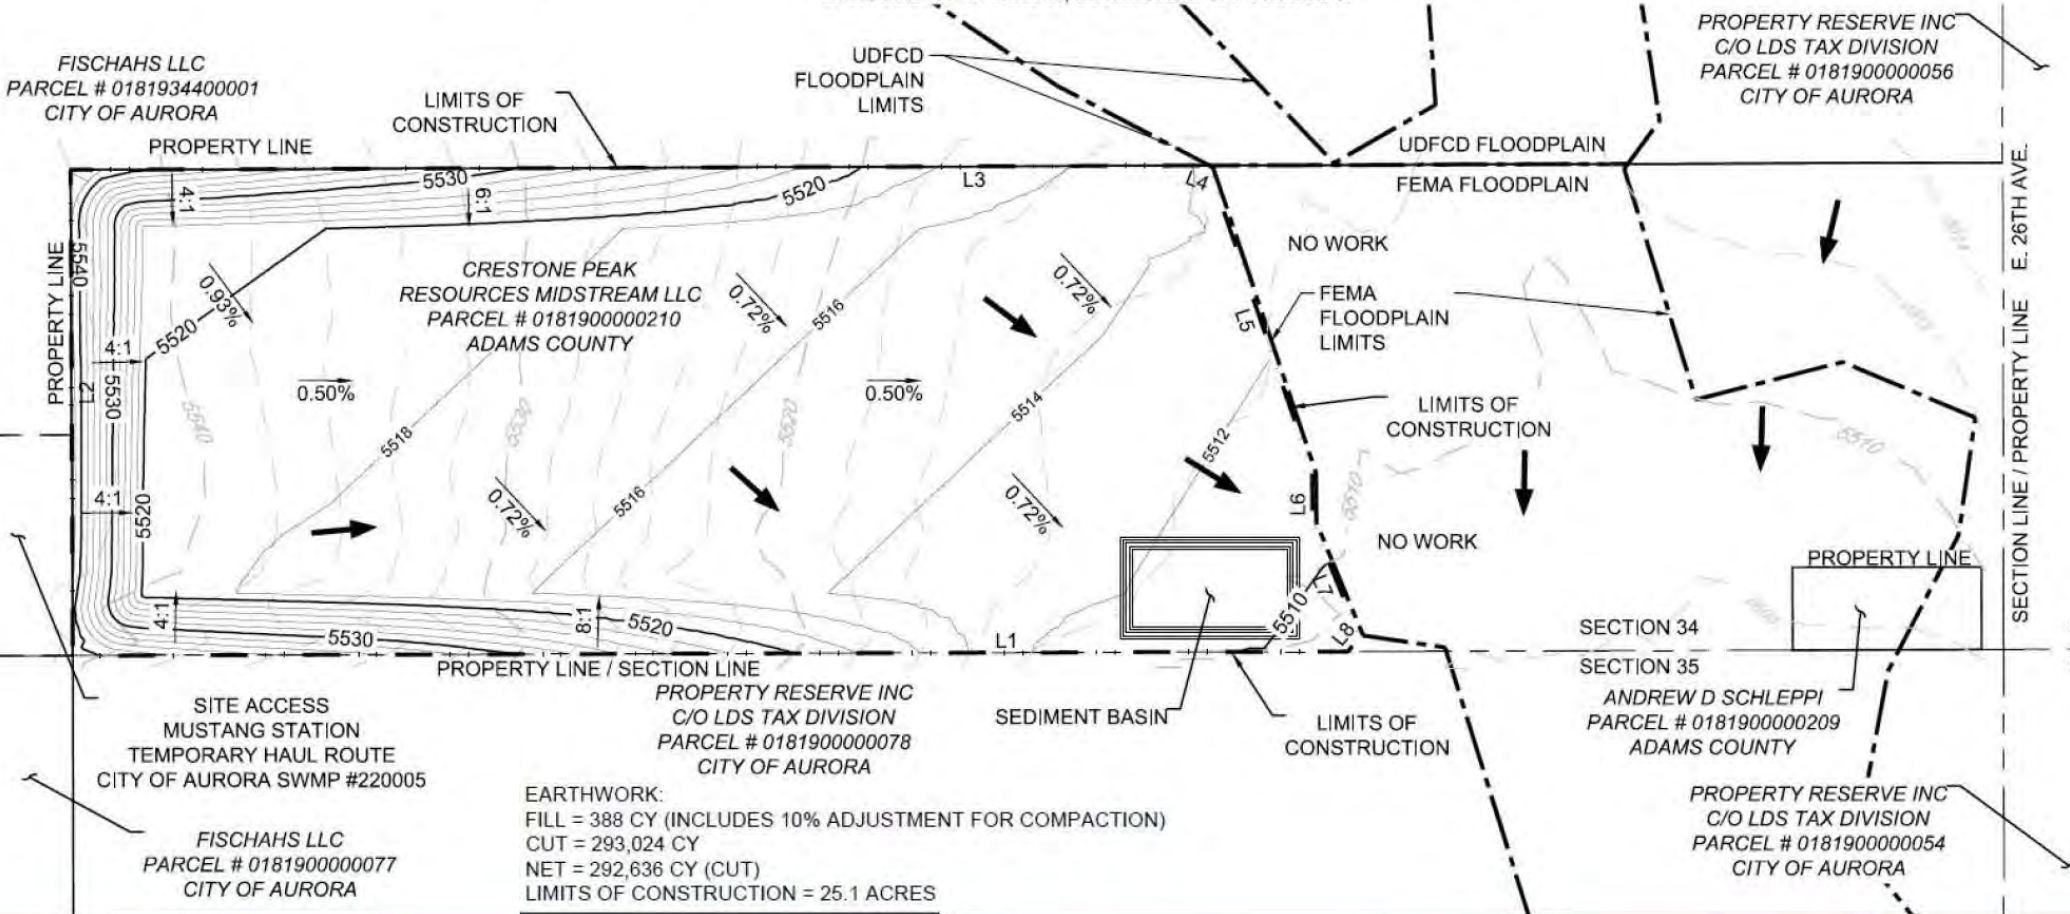 FISCHAHS LLC
PARCEL # 0181934400001
CITY OF AURORA
LIMITS OF
CONSTRUCTION
UDFCD
FLOODPLAIN
LIMITS
PROPERTY RESERVE INC
C/O LDS TAX DIVISION
PARCEL # 0181900000056
CITY OF AURORA
PROPERTY LINE
UDFCD FLOODPLAIN
FEMA FLOODPLAIN
5530
5520
L3
L4
4:1
6:1
E. 26TH AVE.
SECTION LINE / PROPERTY LINE
PROPERTY LINE
5540
NO WORK
CRESTONE PEAK
RESOURCES MIDSTREAM LLC
PARCEL # 0181900000210
ADAMS COUNTY
0.93%
0.72%
0.72%
5516
FEMA
FLOODPLAIN
LIMITS
L5
5520
4:1
L2
5530
0.50%
0.50%
5540
5530
5520
5514
5518
5512
LIMITS OF
CONSTRUCTION
5510
4:1
5520
0.72%
5516
0.72%
L6
5510
NO WORK
PROPERTY LINE
4:1
5530
8:1
5520
L1
5510
L7
L8
SECTION 34
SECTION 35
PROPERTY LINE / SECTION LINE
SITE ACCESS
MUSTANG STATION
TEMPORARY HAUL ROUTE
CITY OF AURORA SWMP #220005
PROPERTY RESERVE INC
C/O LDS TAX DIVISION
PARCEL # 0181900000078
CITY OF AURORA
SEDIMENT BASIN
LIMITS OF
CONSTRUCTION
ANDREW D SCHLEPPI
PARCEL # 0181900000209
ADAMS COUNTY
FISCHAHS LLC
PARCEL # 0181900000077
CITY OF AURORA
EARTHWORK:
FILL = 388 CY (INCLUDES 10% ADJUSTMENT FOR COMPACTION)
CUT = 293,024 CY
NET = 292,636 CY (CUT)
LIMITS OF CONSTRUCTION = 25.1 ACRES
PROPERTY RESERVE INC
C/O LDS TAX DIVISION
PARCEL # 0181900000054
CITY OF AURORA